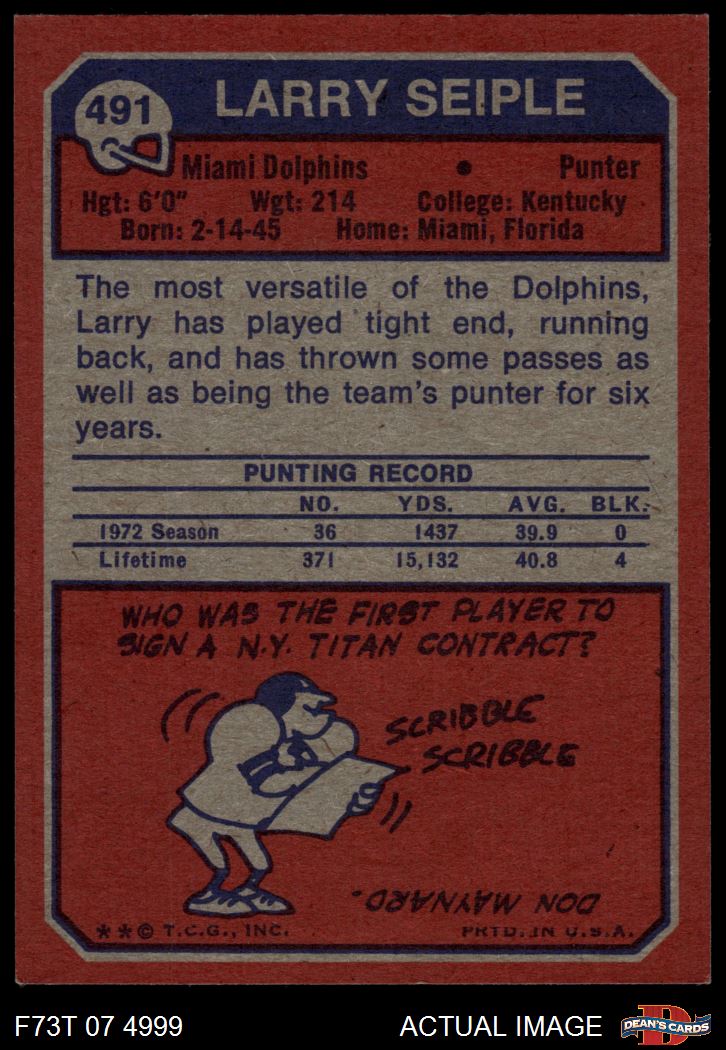 491
LARRY SEIPLE
Miami Dolphins • Punter
Hgt: 6'0" Wgt: 214 College: Kentucky
Born: 2-14-45 Home: Miami, Florida
The most versatile of the Dolphins,
Larry has played tight end, running
back, and has thrown some passes as
well as being the team's punter for six
years.
PUNTING RECORD
NO. YDS. AVG. BLK.
1972 Season 36 1437 39.9 0
Lifetime 371 15,132 40.8 4
WHO WAS THE FIRST PLAYER TO
SIGN A N.Y. TITAN CONTRACT?
SCRIBBLE
SCRIBBLE
DON MAYNARD.
**© T.C.G., INC. PRTD. IN U.S.A.
F73T 07 4999 ACTUAL IMAGE
D
DEAN'S CARDS